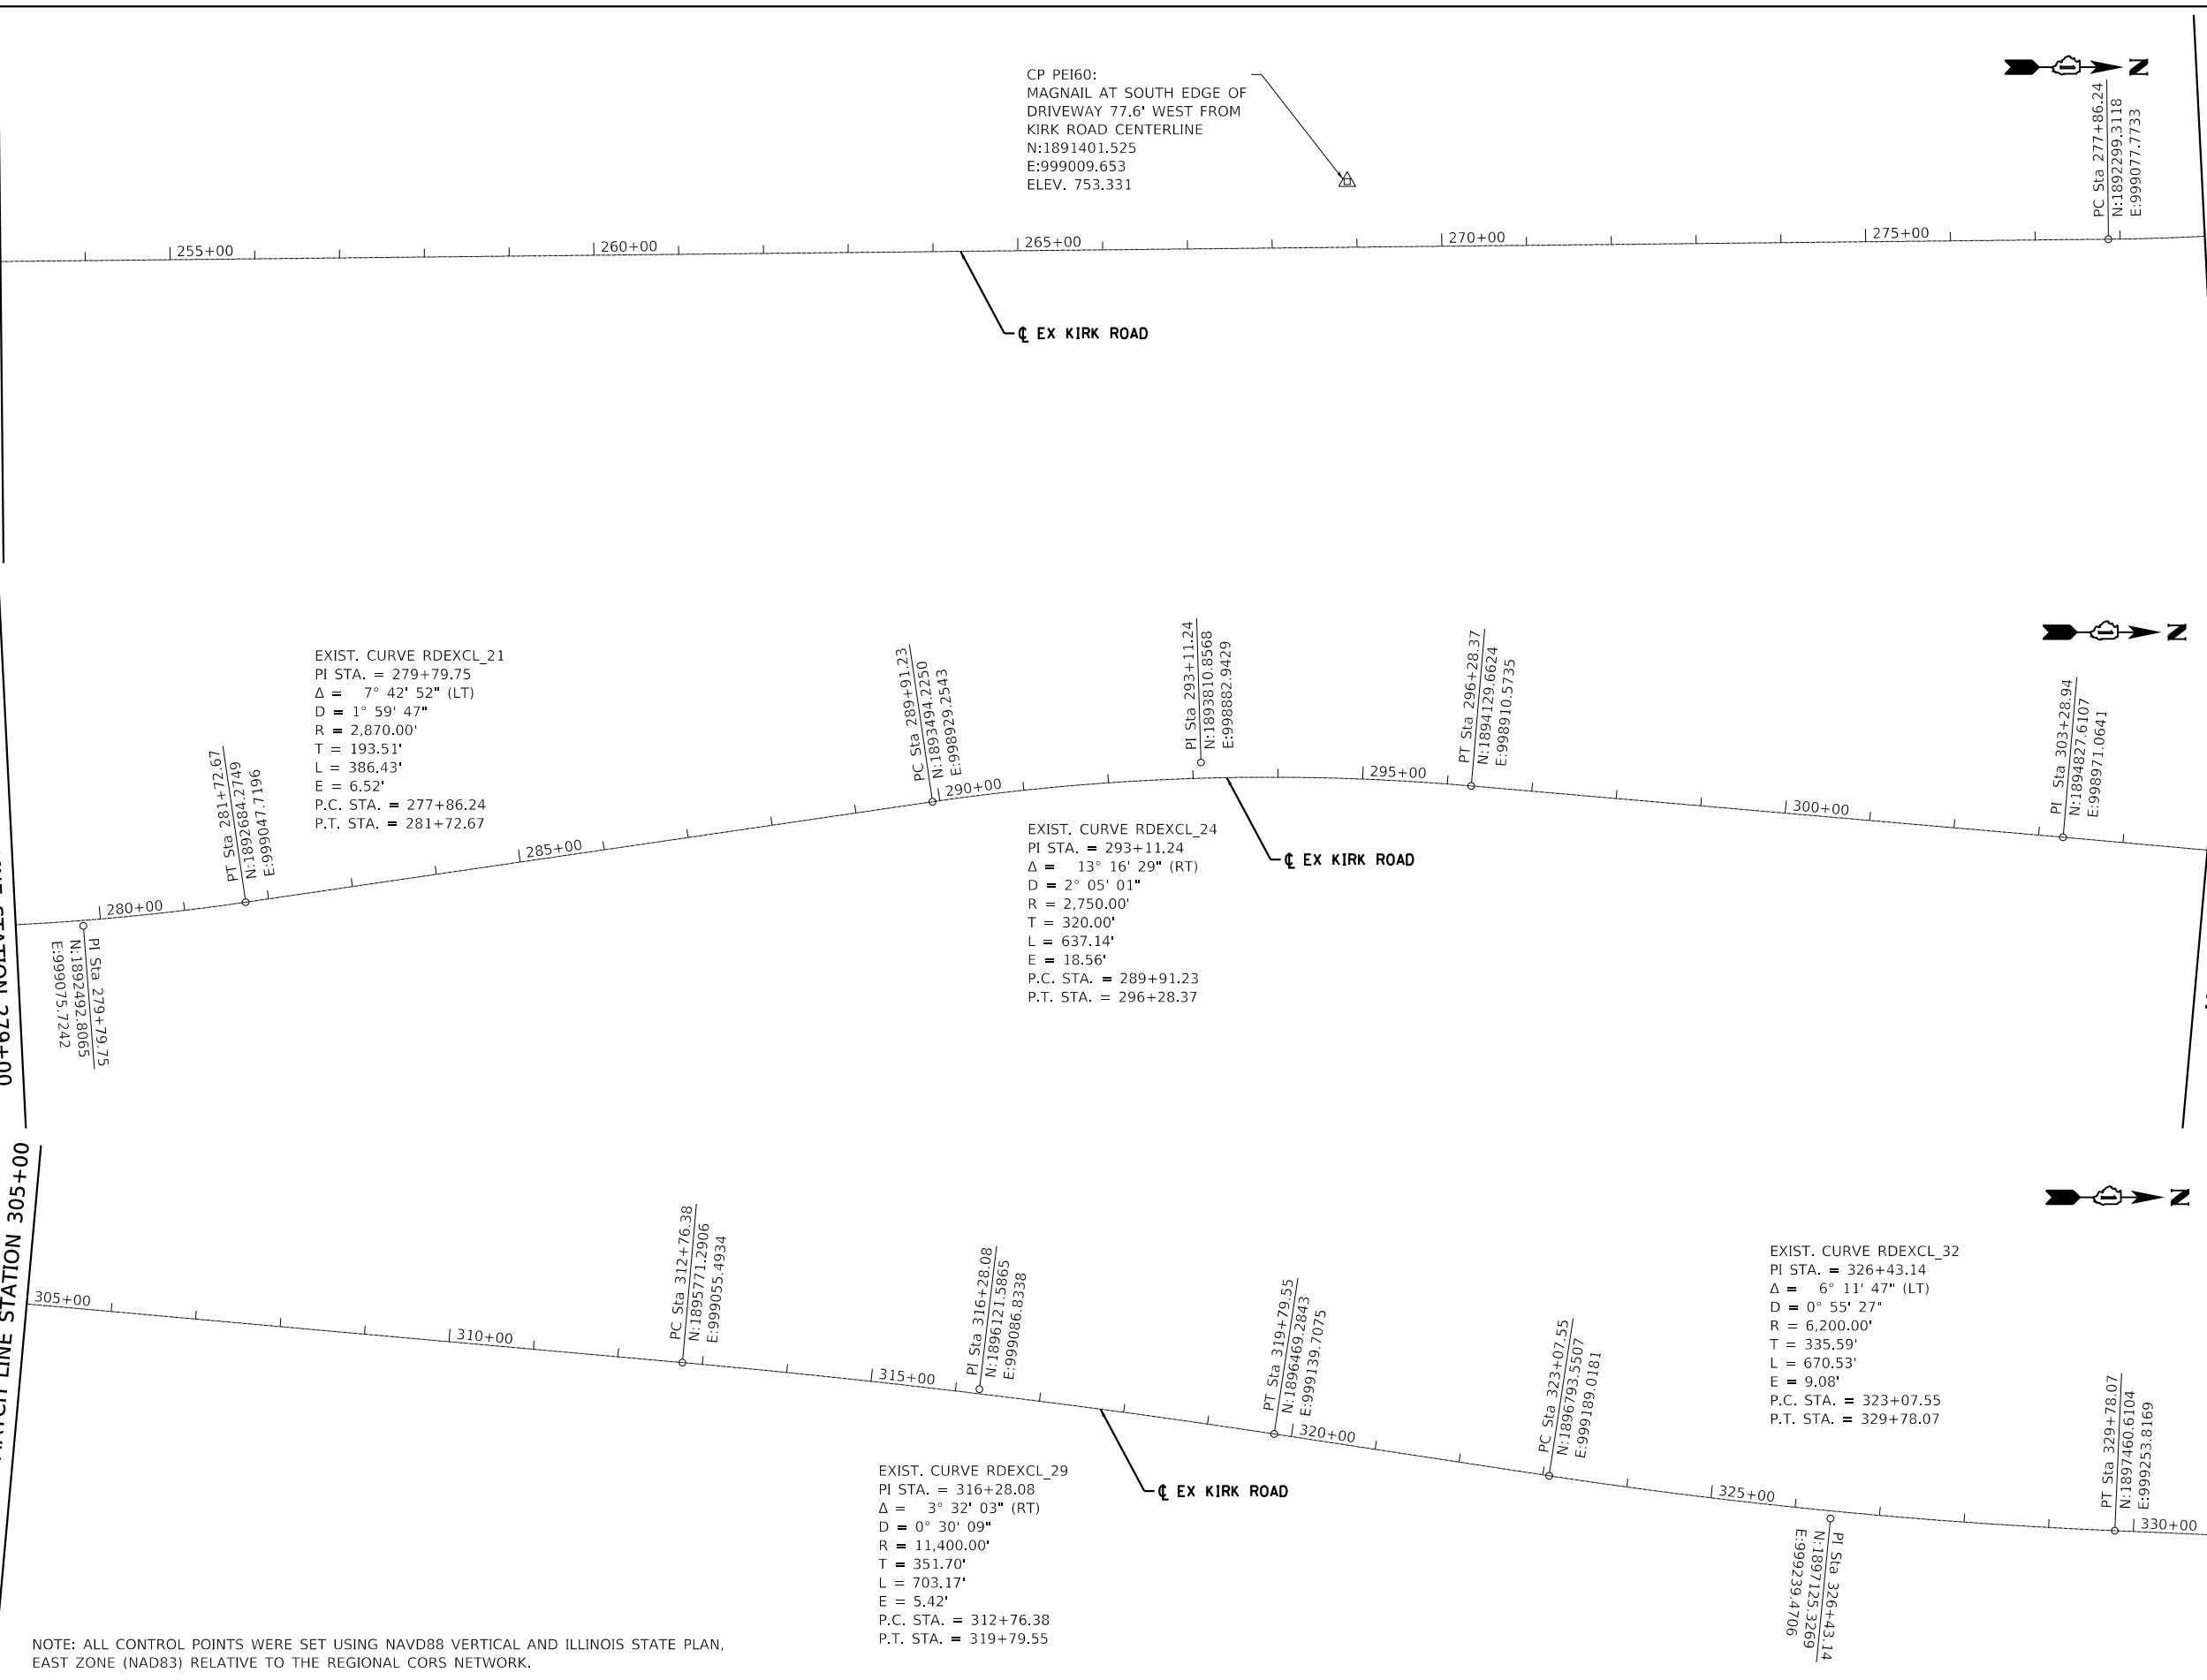 CP PEI60:
MAGNAIL AT SOUTH EDGE OF
DRIVEWAY 77.6' WEST FROM
KIRK ROAD CENTERLINE
N:1891401.525
E:999009.653
ELEV. 753.331
N
PC Sta 277+86.24
N:1892299.3118
E:999077.7733
255+00
260+00
265+00
270+00
275+00
℄ EX KIRK ROAD
N
EXIST. CURVE RDEXCL_21
PI STA. = 279+79.75
Δ = 7° 42' 52" (LT)
D = 1° 59' 47"
R = 2,870.00'
T = 193.51'
L = 386.43'
E = 6.52'
P.C. STA. = 277+86.24
P.T. STA. = 281+72.67
PT Sta 281+72.67
N:1892684.2749
E:999047.7196
PC Sta 289+91.23
N:1893494.2250
E:998929.2543
PI Sta 293+11.24
N:1893810.8568
E:998882.9429
PT Sta 296+28.37
N:1894129.6624
E:998910.5735
PI Sta 303+28.94
N:1894827.6107
E:998971.0641
280+00
285+00
290+00
295+00
300+00
℄ EX KIRK ROAD
EXIST. CURVE RDEXCL_24
PI STA. = 293+11.24
Δ = 13° 16' 29" (RT)
D = 2° 05' 01"
R = 2,750.00'
T = 320.00'
L = 637.14'
E = 18.56'
P.C. STA. = 289+91.23
P.T. STA. = 296+28.37
PI Sta 279+79.75
N:1892492.8065
E:999075.7242
STATION 279+00
LINE STATION 305+00
N
305+00
310+00
315+00
320+00
325+00
330+00
PC Sta 312+76.38
N:1895771.2906
E:999055.4934
PI Sta 316+28.08
N:1896121.5865
E:999086.8338
PT Sta 319+79.55
N:1896469.2843
E:999139.7075
PC Sta 323+07.55
N:1896793.5507
E:999189.0181
EXIST. CURVE RDEXCL_32
PI STA. = 326+43.14
Δ = 6° 11' 47" (LT)
D = 0° 55' 27"
R = 6,200.00'
T = 335.59'
L = 670.53'
E = 9.08'
P.C. STA. = 323+07.55
P.T. STA. = 329+78.07
PT Sta 329+78.07
N:1897460.6104
E:999253.8169
℄ EX KIRK ROAD
EXIST. CURVE RDEXCL_29
PI STA. = 316+28.08
Δ = 3° 32' 03" (RT)
D = 0° 30' 09"
R = 11,400.00'
T = 351.70'
L = 703.17'
E = 5.42'
P.C. STA. = 312+76.38
P.T. STA. = 319+79.55
PI Sta 326+43.14
N:1897125.3269
E:999239.4706
NOTE: ALL CONTROL POINTS WERE SET USING NAVD88 VERTICAL AND ILLINOIS STATE PLAN,
EAST ZONE (NAD83) RELATIVE TO THE REGIONAL CORS NETWORK.